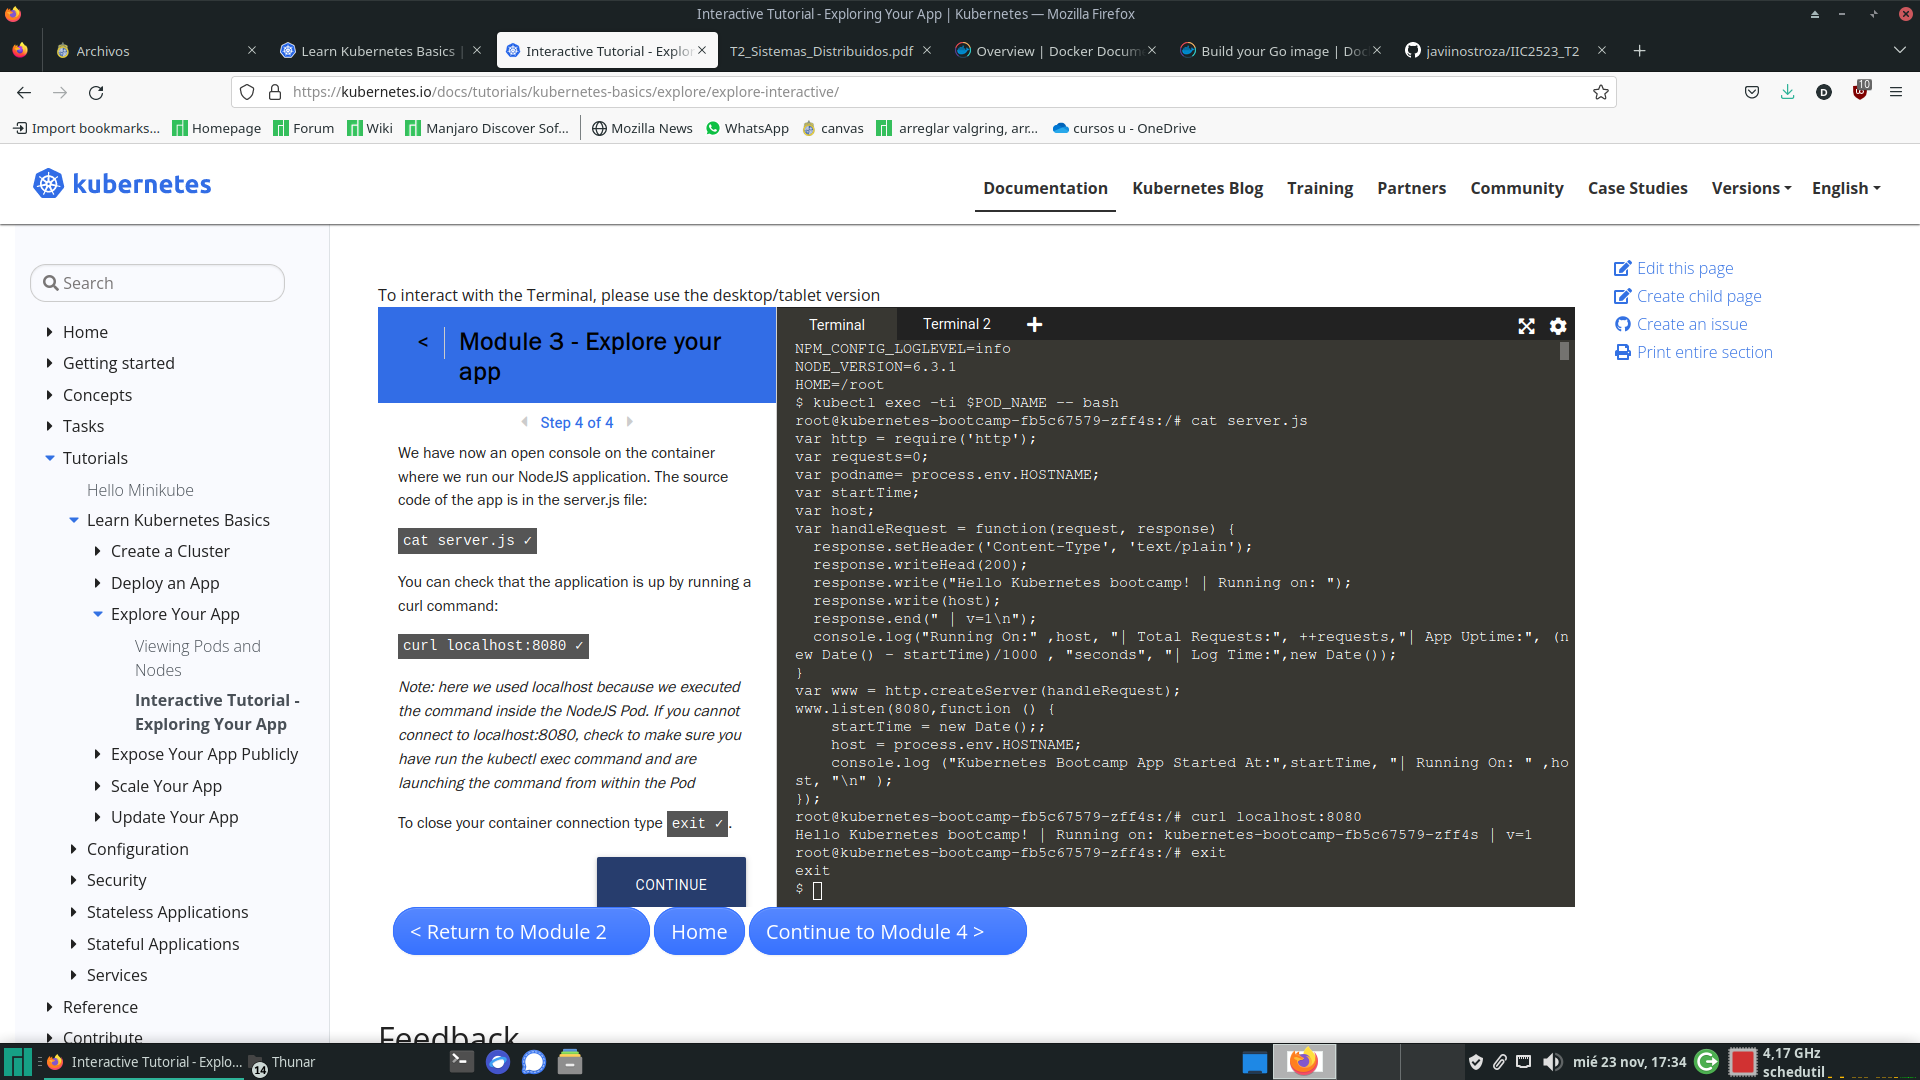 Interactive Tutorial - Exploring Your App | Kubernetes — Mozilla Firefox
Archivos
Learn Kubernetes Basics |
Interactive Tutorial - Explor
T2_Sistemas_Distribuidos.pdf
Overview | Docker Docum
Build your Go image | Doc
javiinostroza/IIC2523_T2
https://kubernetes.io/docs/tutorials/kubernetes-basics/explore/explore-interactive/
10
Import bookmarks...
Homepage
Forum
Wiki
Manjaro Discover Sof...
Mozilla News
WhatsApp
canvas
arreglar valgring, arr...
cursos u - OneDrive
kubernetes
Documentation
Kubernetes Blog
Training
Partners
Community
Case Studies
Versions
English
Search
Home
Getting started
Concepts
Tasks
Tutorials
Hello Minikube
Learn Kubernetes Basics
Create a Cluster
Deploy an App
Explore Your App
Viewing Pods and
Nodes
Interactive Tutorial -
Exploring Your App
Expose Your App Publicly
Scale Your App
Update Your App
Configuration
Security
Stateless Applications
Stateful Applications
Services
Reference
Contribute
To interact with the Terminal, please use the desktop/tablet version
< Module 3 - Explore your
app
Step 4 of 4
We have now an open console on the container
where we run our NodeJS application. The source
code of the app is in the server.js file:
cat server.js ✓
You can check that the application is up by running a
curl command:
curl localhost:8080 ✓
Note: here we used localhost because we executed
the command inside the NodeJS Pod. If you cannot
connect to localhost:8080, check to make sure you
have run the kubectl exec command and are
launching the command from within the Pod
To close your container connection type exit ✓.
CONTINUE
Terminal
Terminal 2
NPM_CONFIG_LOGLEVEL=info
NODE_VERSION=6.3.1
HOME=/root
$ kubectl exec -ti $POD_NAME -- bash
root@kubernetes-bootcamp-fb5c67579-zff4s:/# cat server.js
var http = require('http');
var requests=0;
var podname= process.env.HOSTNAME;
var startTime;
var host;
var handleRequest = function(request, response) {
  response.setHeader('Content-Type', 'text/plain');
  response.writeHead(200);
  response.write("Hello Kubernetes bootcamp! | Running on: ");
  response.write(host);
  response.end(" | v=1\n");
  console.log("Running On:" ,host, "| Total Requests:", ++requests,"| App Uptime:", (n
ew Date() - startTime)/1000 , "seconds", "| Log Time:",new Date());
}
var www = http.createServer(handleRequest);
www.listen(8080,function () {
    startTime = new Date();;
    host = process.env.HOSTNAME;
    console.log ("Kubernetes Bootcamp App Started At:",startTime, "| Running On: " ,ho
st, "\n" );
});
root@kubernetes-bootcamp-fb5c67579-zff4s:/# curl localhost:8080
Hello Kubernetes bootcamp! | Running on: kubernetes-bootcamp-fb5c67579-zff4s | v=1
root@kubernetes-bootcamp-fb5c67579-zff4s:/# exit
exit
$
Edit this page
Create child page
Create an issue
Print entire section
< Return to Module 2
Home
Continue to Module 4 >
Feedback
Interactive Tutorial - Explo...
14
Thunar
mié 23 nov, 17:34
4,17 GHz
schedutil